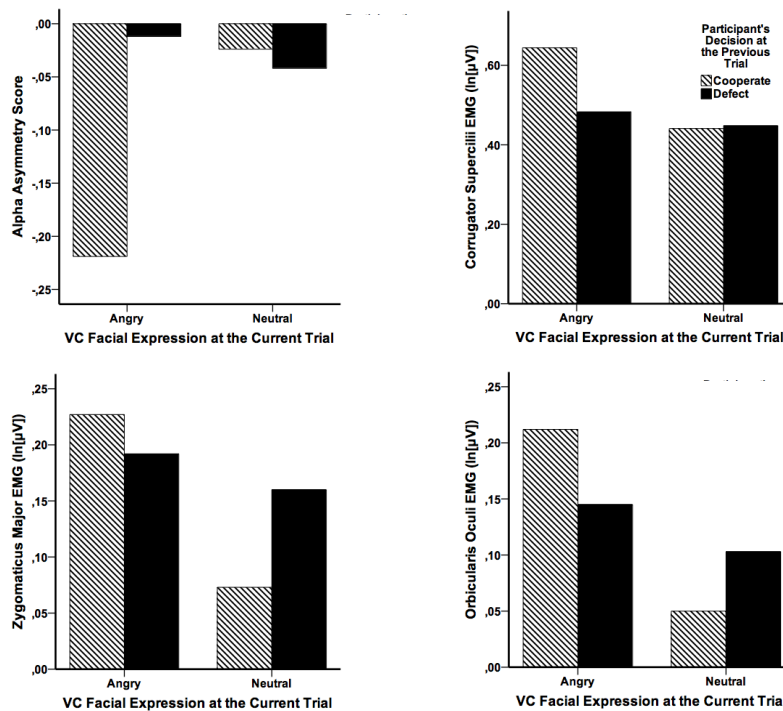 ,00
-,05
-,10
-,15
-,20
-,25
Alpha Asymmetry Score
Angry
Neutral
VC Facial Expression at the Current Trial
,60
,40
,20
,00
Corrugator Supercilii EMG (ln[µV])
Participant's
Decision at
the Previous
Trial
Cooperate
Defect
Angry
Neutral
VC Facial Expression at the Current Trial
,25
,20
,15
,10
,05
,00
Zygomaticus Major EMG (ln[µV])
Angry
Neutral
VC Facial Expression at the Current Trial
,25
,20
,15
,10
,05
,00
Orbicularis Oculi EMG (ln[µV])
Angry
Neutral
VC Facial Expression at the Current Trial